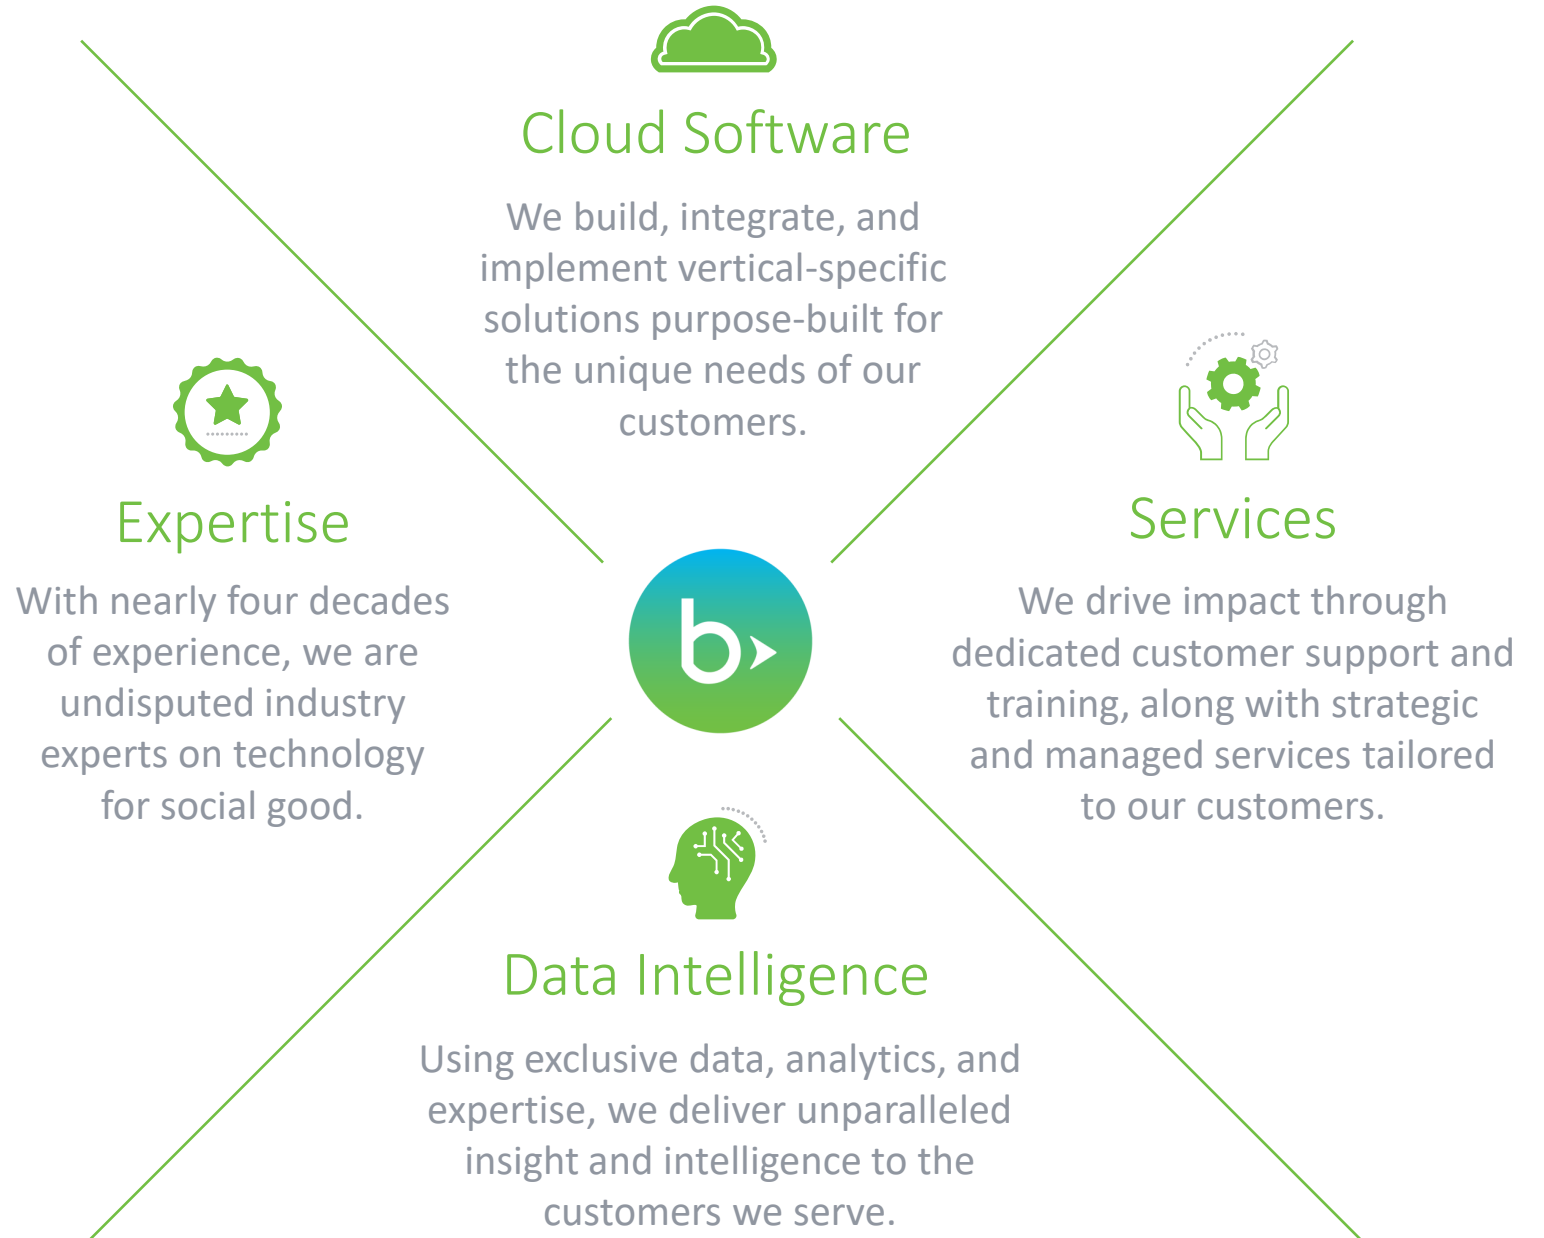 Cloud Software
We build, integrate, and
implement vertical-specific
solutions purpose-built for
the unique needs of our
customers.
Expertise
With nearly four decades
of experience, we are
undisputed industry
experts on technology
for social good.
b
Services
We drive impact through
dedicated customer support and
training, along with strategic
and managed services tailored
to our customers.
Data Intelligence
Using exclusive data, analytics, and
expertise, we deliver unparalleled
insight and intelligence to the
customers we serve.